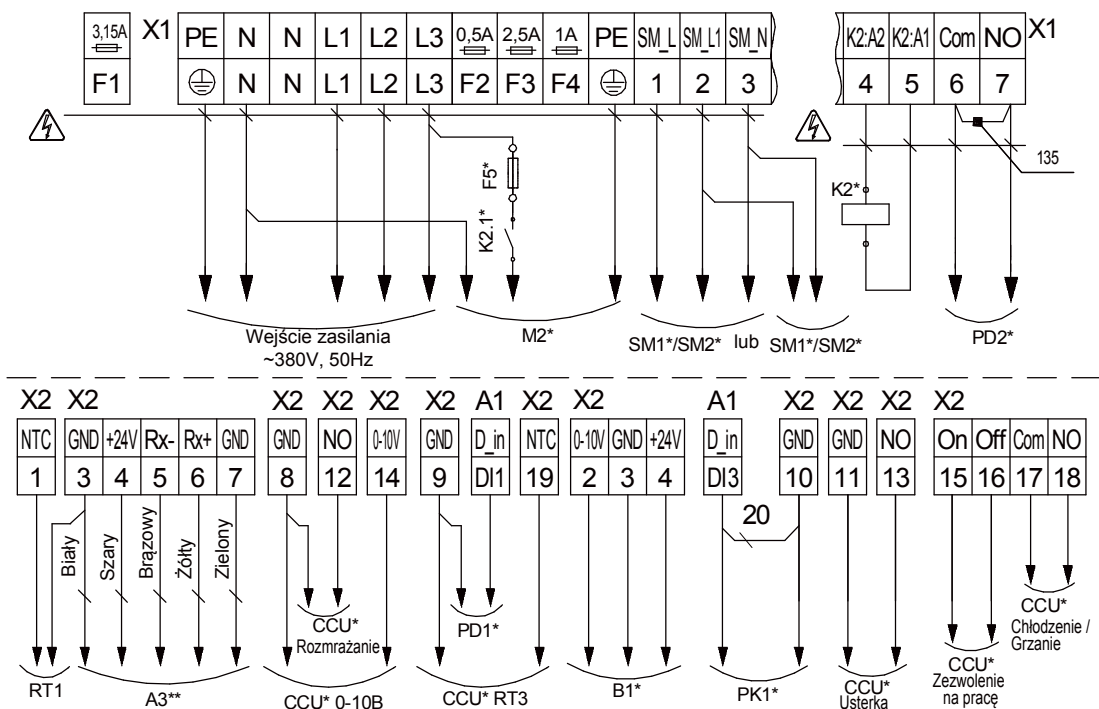 3,15A X1 PE N N L1 L2 L3 0,5A 2,5A 1A PE SM_L SM_L1 SM_N K2:A2 K2:A1 Com NO X1
F1 N N L1 L2 L3 F2 F3 F4 1 2 3 4 5 6 7
135
F5*
K2*
K2.1*
Wejście zasilania
~380V, 50Hz
M2*
SM1*/SM2* lub SM1*/SM2*
PD2*
X2 X2 X2 X2 X2 X2 A1 X2 X2 A1 X2 X2 X2 X2
NTC GND +24V Rx- Rx+ GND GND NO 0-10V GND D_in NTC 0-10V GND +24V D_in GND GND NO On Off Com NO
1 3 4 5 6 7 8 12 14 9 DI1 19 2 3 4 DI3 10 11 13 15 16 17 18
20
Biały
Szary
Brązowy
Żółty
Zielony
CCU*
Rozmrażanie
PD1*
CCU*
Chłodzenie /
Grzanie
RT1
A3**
CCU* 0-10B
CCU* RT3
B1*
PK1*
CCU*
Usterka
CCU*
Zezwolenie
na pracę